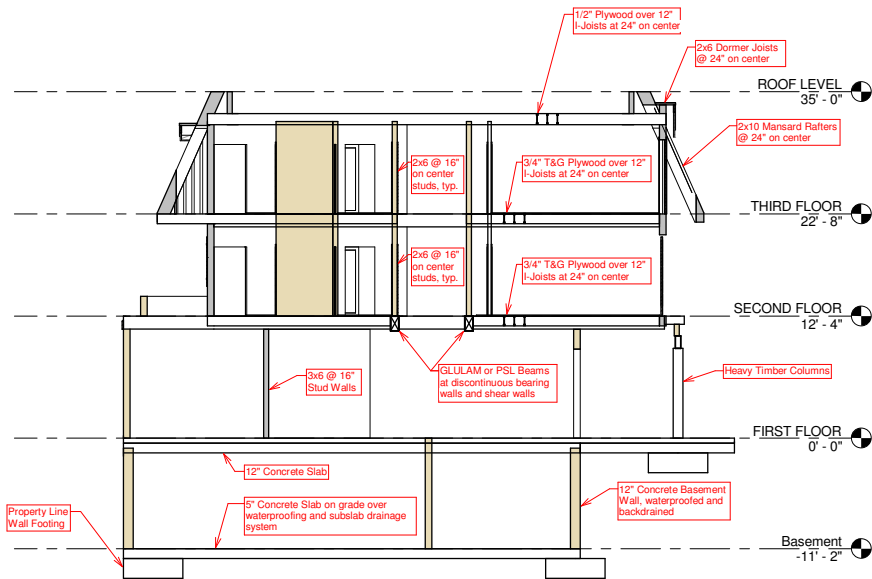 1/2" Plywood over 12"
I-Joists at 24" on center
2x6 Dormer Joists
@ 24" on center
ROOF LEVEL
35' - 0"
2x10 Mansard Rafters
@ 24" on center
2x6 @ 16"
on center
studs, typ.
3/4" T&G Plywood over 12"
I-Joists at 24" on center
THIRD FLOOR
22' - 8"
2x6 @ 16"
on center
studs, typ.
3/4" T&G Plywood over 12"
I-Joists at 24" on center
SECOND FLOOR
12' - 4"
3x6 @ 16"
Stud Walls
GLULAM or PSL Beams
at discontinuous bearing
walls and shear walls
Heavy Timber Columns
FIRST FLOOR
0' - 0"
12" Concrete Slab
Property Line
Wall Footing
5" Concrete Slab on grade over
waterproofing and subslab drainage
system
12" Concrete Basement
Wall, waterproofed and
backdrained
Basement
-11' - 2"